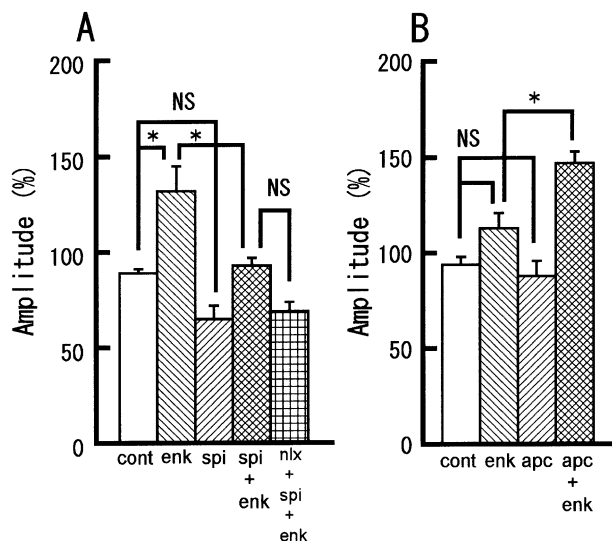 A
Amplitude (%)
200
150
100
50
0
NS
*
*
NS
cont
enk
spi
spi
+
enk
nlx
+
spi
+
enk
B
Amplitude (%)
200
150
100
50
0
*
NS
cont
enk
apc
apc
+
enk